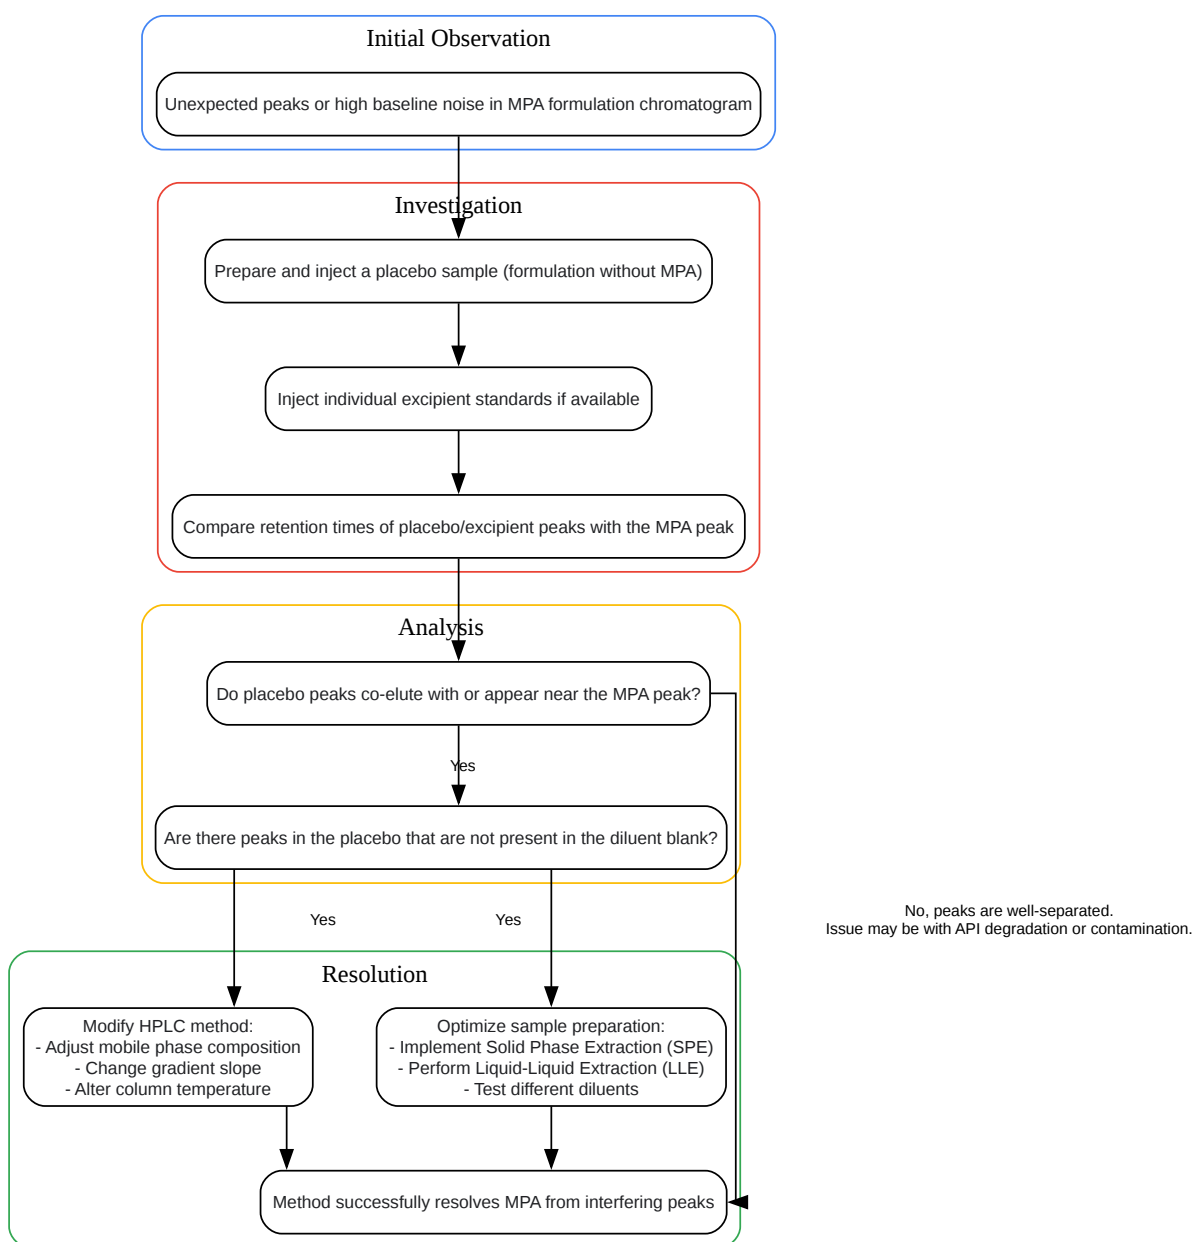 Initial Observation
Unexpected peaks or high baseline noise in MPA formulation chromatogram
Investigation
Prepare and inject a placebo sample (formulation without MPA)
Inject individual excipient standards if available
Compare retention times of placebo/excipient peaks with the MPA peak
Analysis
Do placebo peaks co-elute with or appear near the MPA peak?
Yes
Are there peaks in the placebo that are not present in the diluent blank?
Yes
Yes
No, peaks are well-separated.
Issue may be with API degradation or contamination.
Resolution
Modify HPLC method:
- Adjust mobile phase composition
- Change gradient slope
- Alter column temperature
Optimize sample preparation:
- Implement Solid Phase Extraction (SPE)
- Perform Liquid-Liquid Extraction (LLE)
- Test different diluents
Method successfully resolves MPA from interfering peaks